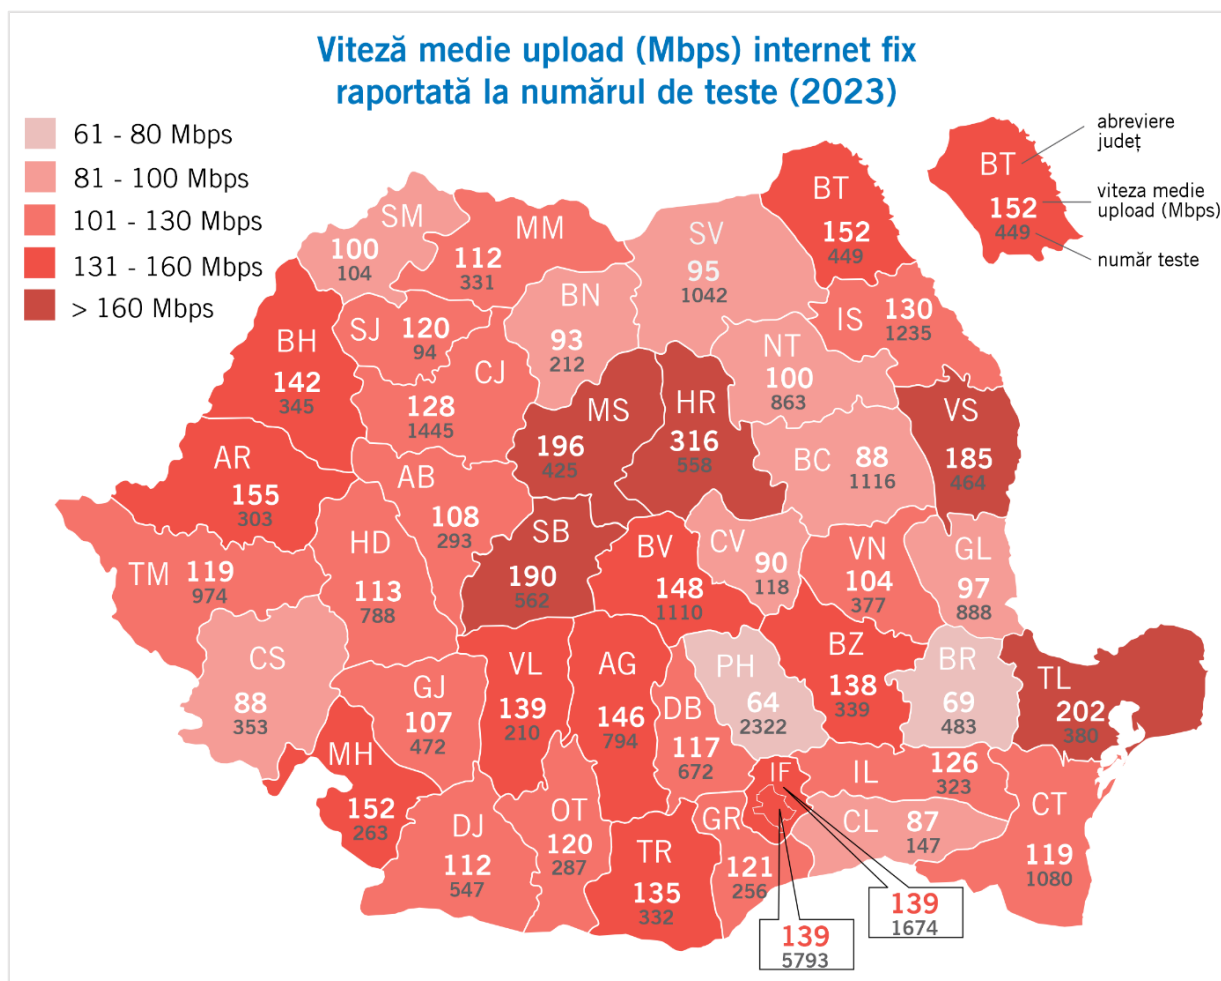 Viteză medie upload (Mbps) internet fix
raportată la numărul de teste (2023)
61 - 80 Mbps
81 - 100 Mbps
101 - 130 Mbps
131 - 160 Mbps
> 160 Mbps
BT
152
449
abreviere
județ
viteza medie
upload (Mbps)
număr teste
SM
100
104
MM
112
331
SV
95
1042
BT
152
449
BH
142
345
SJ
120
94
CJ
128
1445
BN
93
212
NT
100
863
IS
130
1235
AR
155
303
AB
108
293
MS
196
425
HR
316
558
BC
88
1116
VS
185
464
TM
119
974
HD
113
788
SB
190
562
BV
148
1110
CV
90
118
VN
104
377
GL
97
888
CS
88
353
GJ
107
472
VL
139
210
AG
146
794
DB
117
672
PH
64
2322
BZ
138
339
BR
69
483
TL
202
380
MH
152
263
DJ
112
547
OT
120
287
TR
135
332
GR
121
256
IF
IL
126
323
CL
87
147
CT
119
1080
139
1674
139
5793